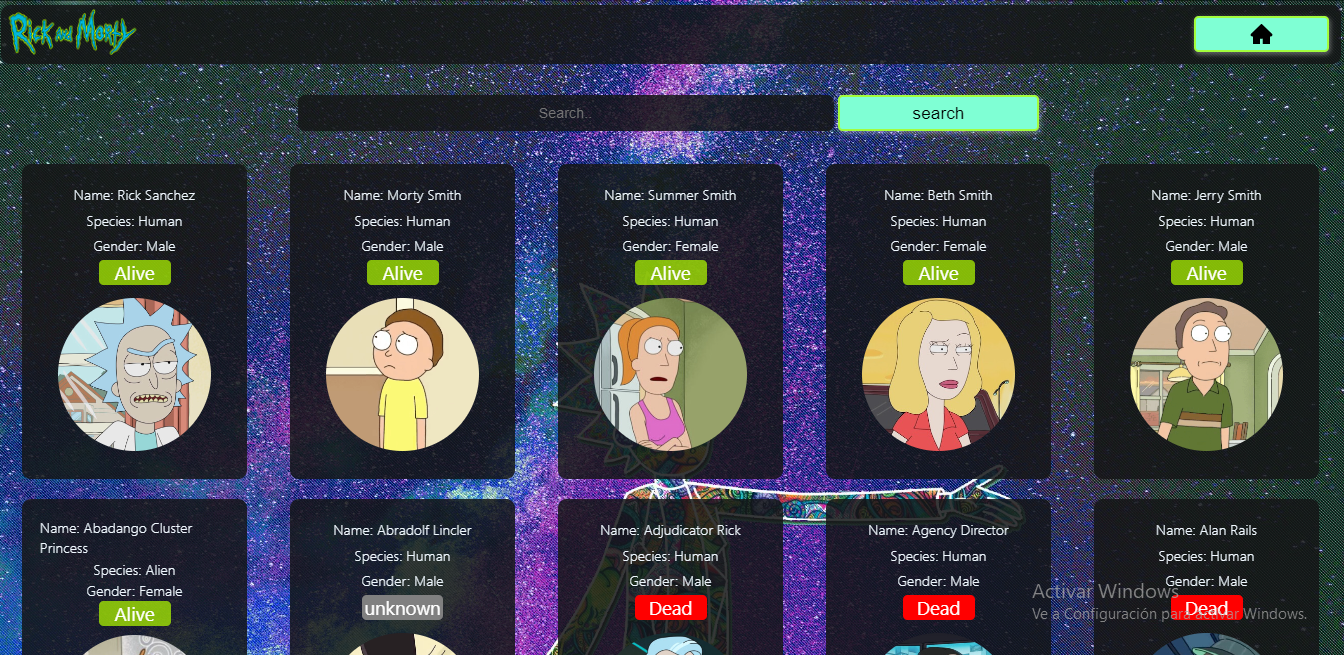 Rick and Morty
Search..
search
Name: Rick Sanchez
Species: Human
Gender: Male
Alive
Name: Morty Smith
Species: Human
Gender: Male
Alive
Name: Summer Smith
Species: Human
Gender: Female
Alive
Name: Beth Smith
Species: Human
Gender: Female
Alive
Name: Jerry Smith
Species: Human
Gender: Male
Alive
Name: Abadango Cluster
Princess
Species: Alien
Gender: Female
Alive
Name: Abradolf Lincler
Species: Human
Gender: Male
unknown
Name: Adjudicator Rick
Species: Human
Gender: Male
Dead
Name: Agency Director
Species: Human
Gender: Male
Dead
Name: Alan Rails
Species: Human
Gender: Male
Dead
Activar Windows
Ve a Configuración para activar Windows.